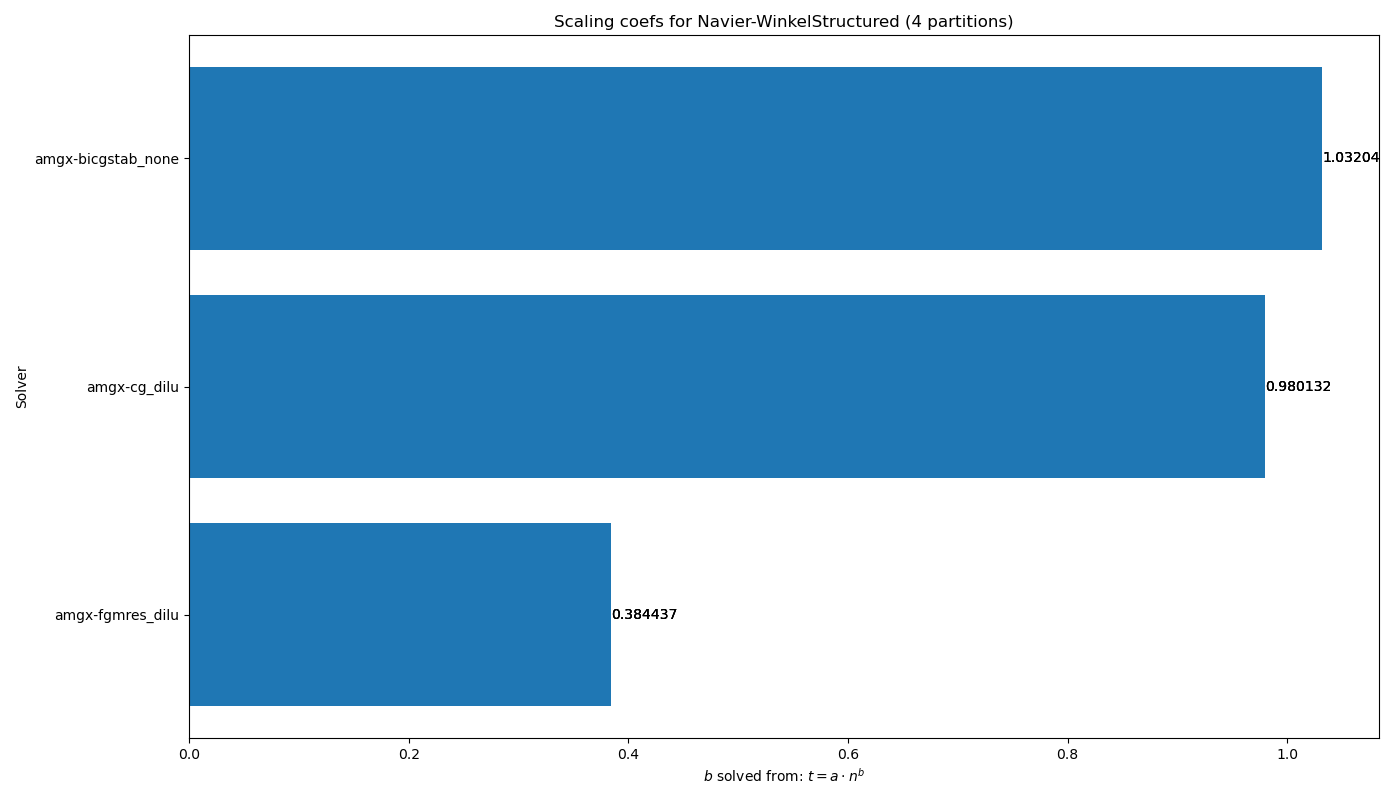 Scaling coefs for Navier-WinkelStructured (4 partitions)
Solver
amgx-bicgstab_none
1.03204
amgx-cg_dilu
0.980132
amgx-fgmres_dilu
0.384437
0.0 0.2 0.4 0.6 0.8 1.0
b solved from: t = a · n^b